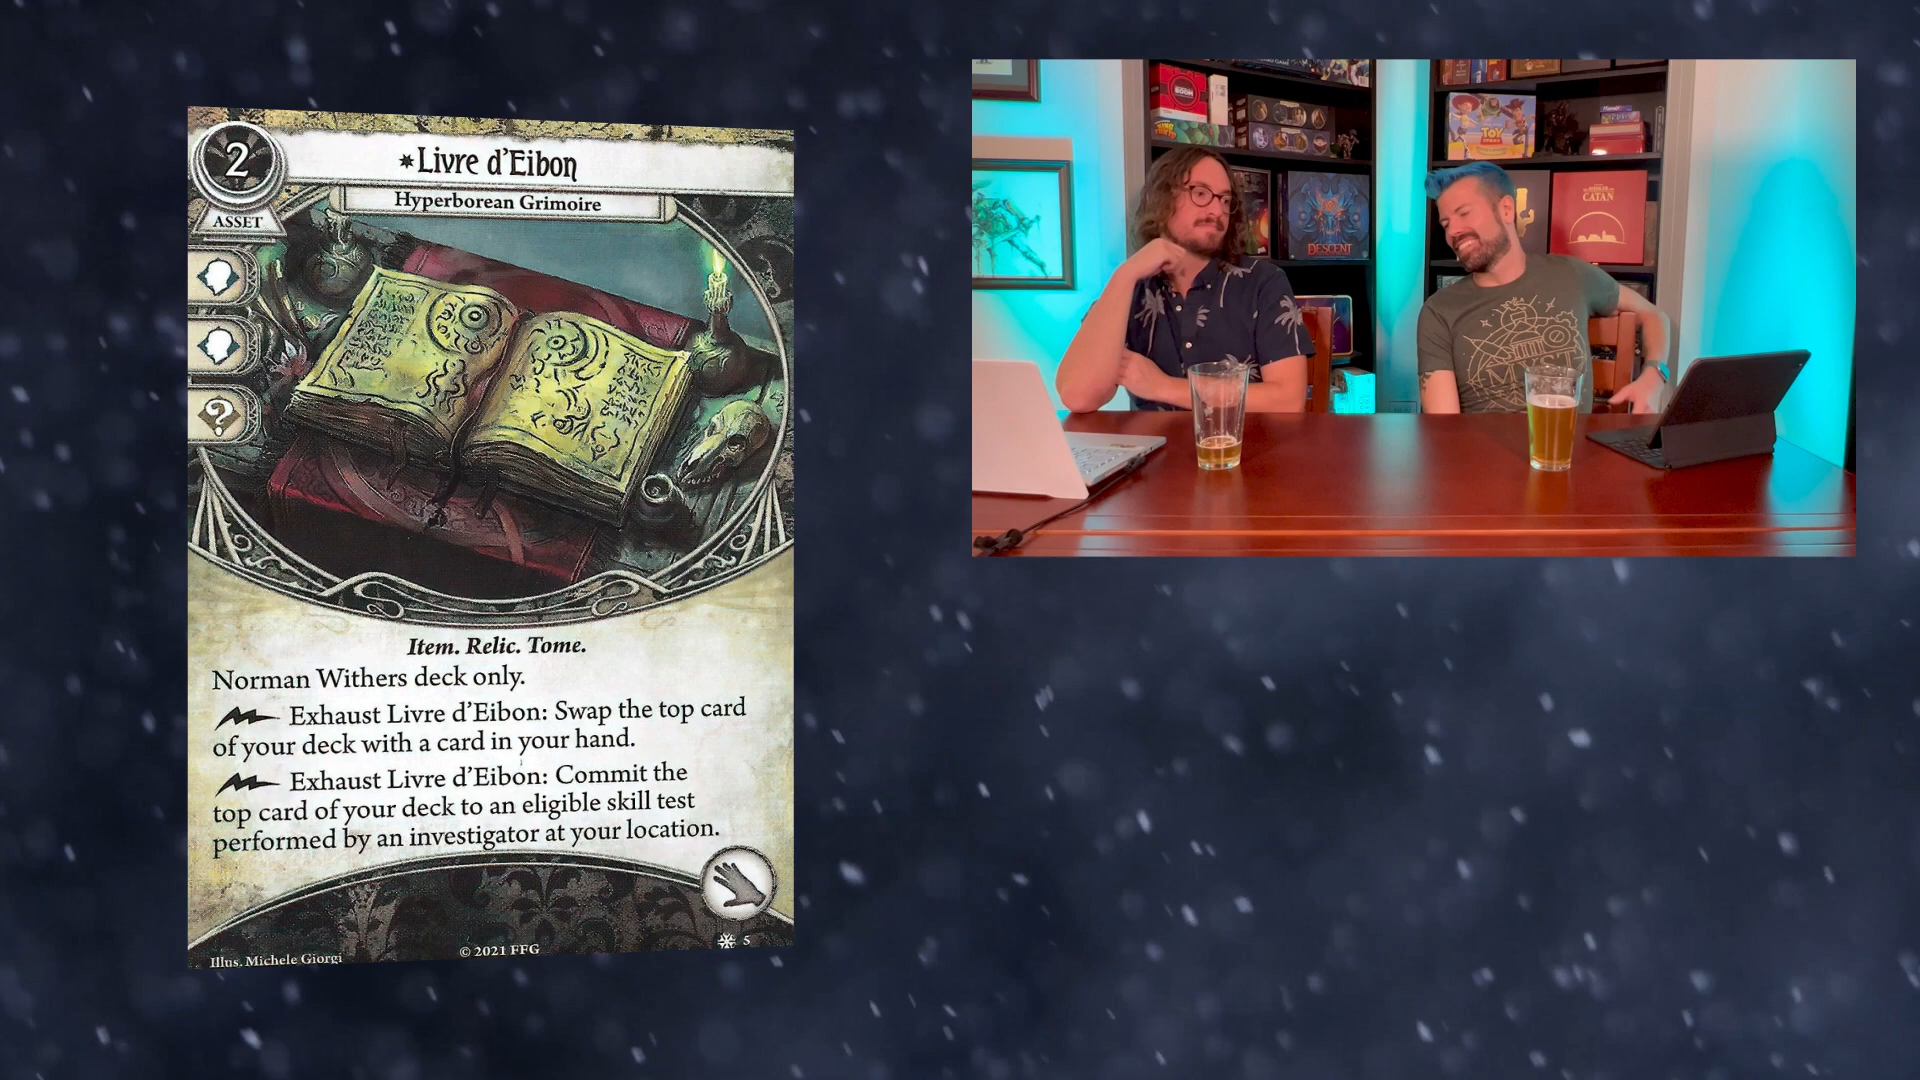 2
Livre d'Eibon
Hyperborean Grimoire
ASSET
?
Item. Relic. Tome.
Norman Withers deck only.
Exhaust Livre d'Eibon: Swap the top card
of your deck with a card in your hand.
Exhaust Livre d'Eibon: Commit the
top card of your deck to an eligible skill test
performed by an investigator at your location.
Illus. Michele Giorgi
© 2021 FFG
5
TOY
STORY
CATAN
DESCENT